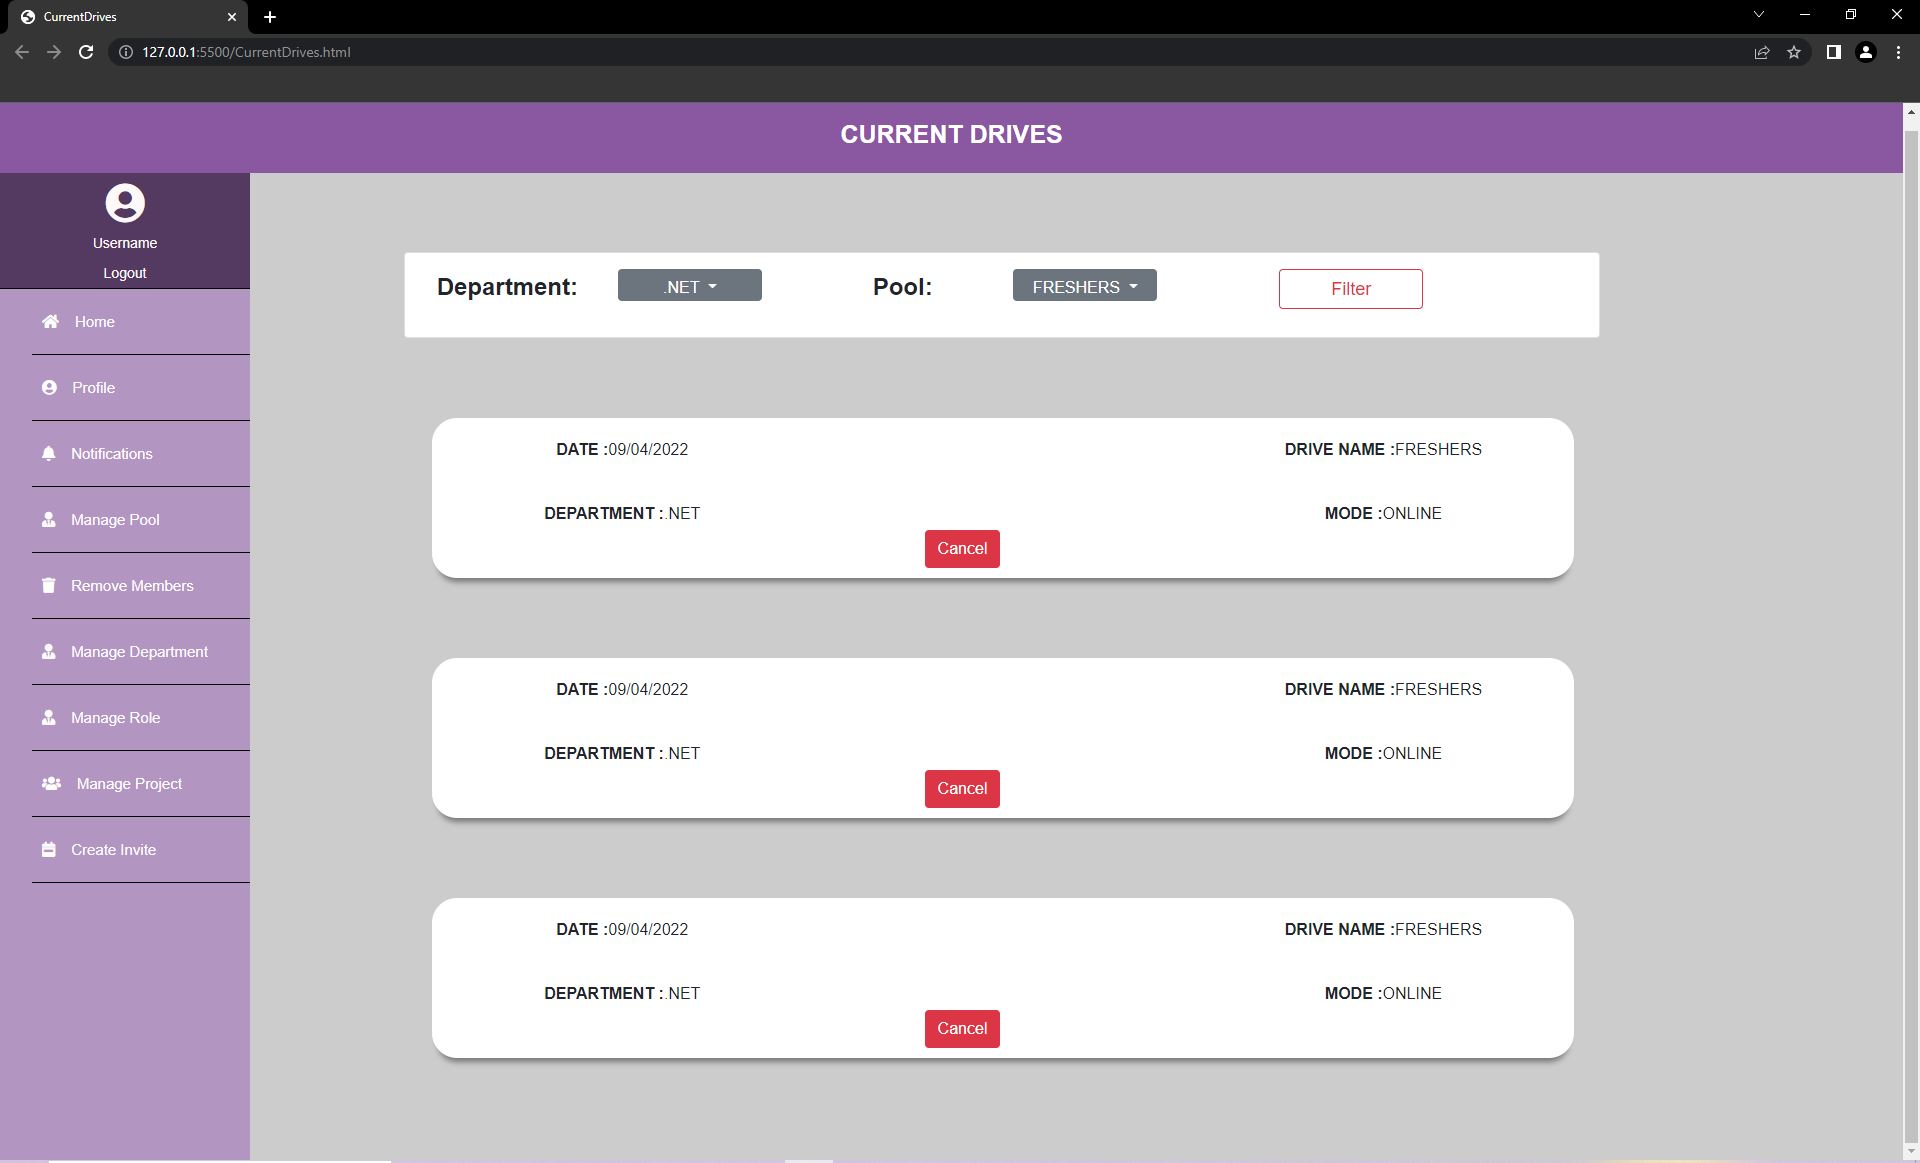 CurrentDrives
127.0.0.1:5500/CurrentDrives.html
CURRENT DRIVES
Username
Logout
Home
Profile
Notifications
Manage Pool
Remove Members
Manage Department
Manage Role
Manage Project
Create Invite
Department: .NET Pool: FRESHERS Filter
DATE :09/04/2022 DRIVE NAME :FRESHERS
DEPARTMENT :.NET MODE :ONLINE
Cancel
DATE :09/04/2022 DRIVE NAME :FRESHERS
DEPARTMENT :.NET MODE :ONLINE
Cancel
DATE :09/04/2022 DRIVE NAME :FRESHERS
DEPARTMENT :.NET MODE :ONLINE
Cancel